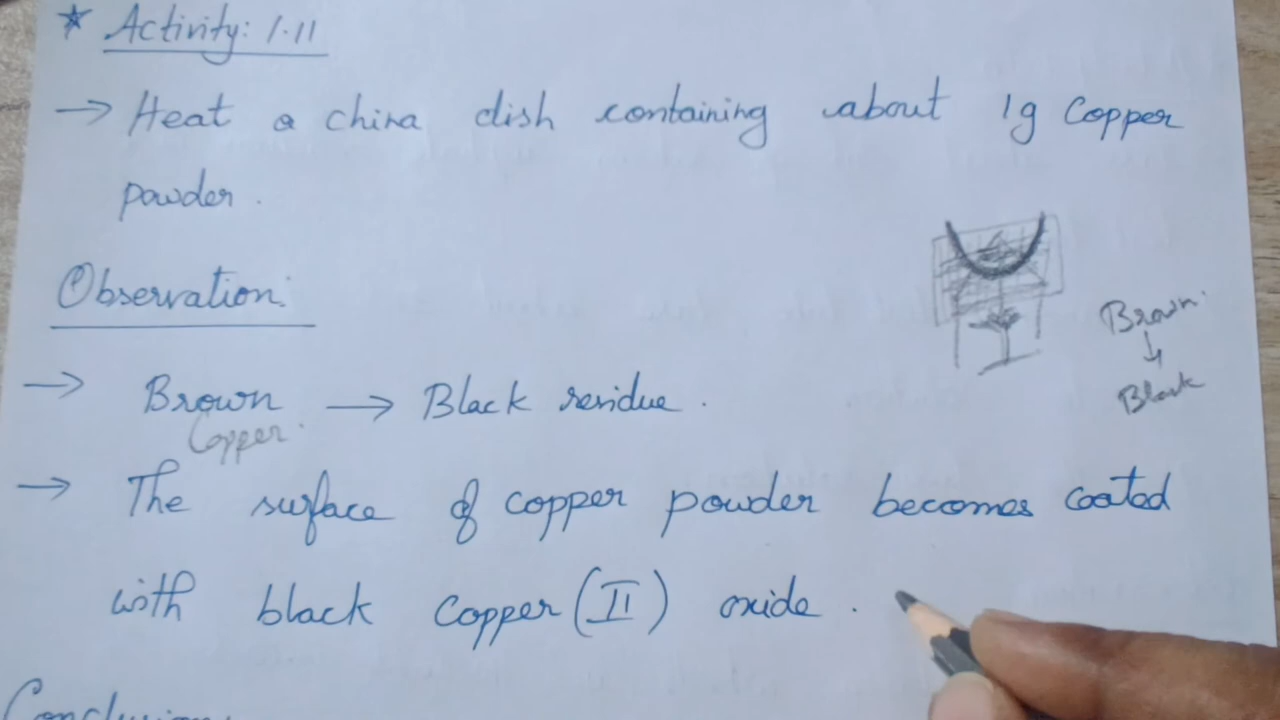 ★ Activity: 1.11
→ Heat a china dish containing about 1g Copper
powder.
Observation:
Brown
↓
Black
→ Brown → Black residue.
Copper.
→ The surface of copper powder becomes coated
with black Copper (II) oxide.
Conclusion